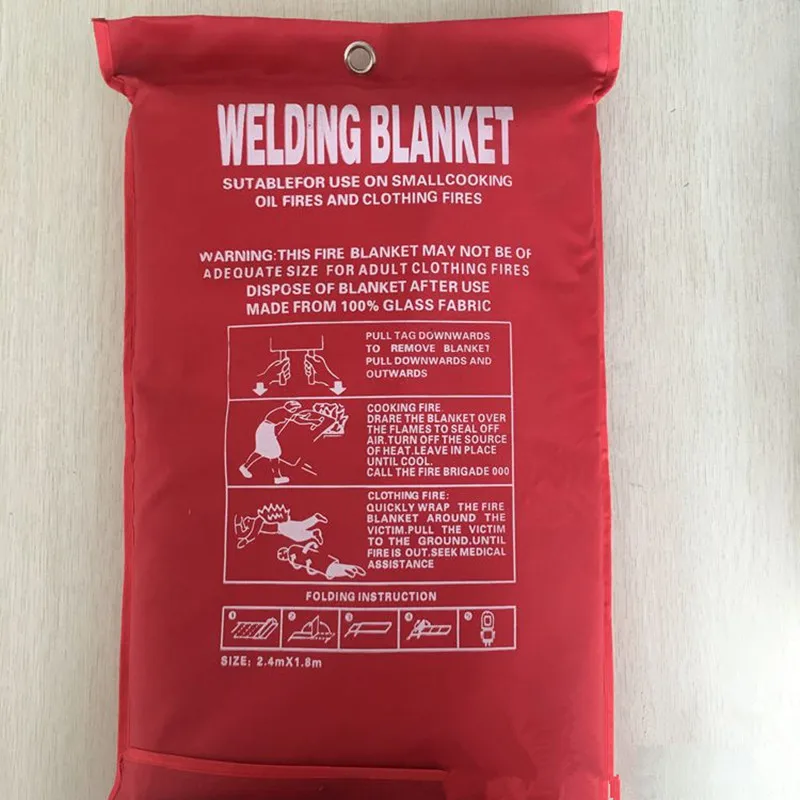 WELDING BLANKET
SUTABLEFOR USE ON SMALLCOOKING
OIL FIRES AND CLOTHING FIRES
WARNING:THIS FIRE BLANKET MAY NOT BE OF
ADEQUATE SIZE FOR ADULT CLOTHING FIRES
DISPOSE OF BLANKET AFTER USE
MADE FROM 100% GLASS FABRIC
PULL TAG DOWNWARDS
TO REMOVE BLANKET
PULL DOWNWARDS AND
OUTWARDS
COOKING FIRE.
DRARE THE BLANKET OVER
THE FLAMES TO SEAL OFF
AIR.TURN OFF THE SOURCE
OF HEAT.LEAVE IN PLACE
UNTIL COOL.
CALL THE FIRE BRIGADE 000
CLOTHING FIRE:
QUICKLY WRAP THE FIRE
BLANKET AROUND THE
VICTIM.PULL THE VICTIM
TO THE GROUND.UNTIL
FIRE IS OUT.SEEK MEDICAL
ASSISTANCE
FOLDING INSTRUCTION
1 2 3 4 5
SIZE: 2.4mX1.8m